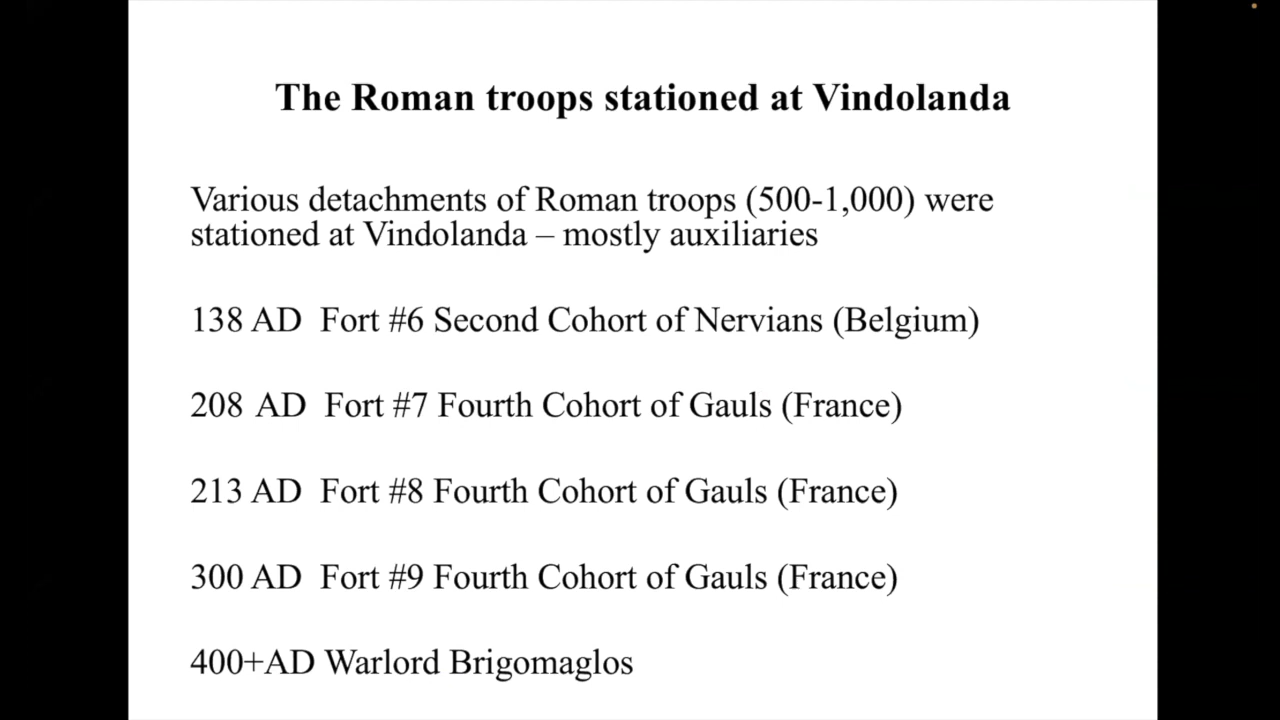 The Roman troops stationed at Vindolanda
Various detachments of Roman troops (500-1,000) were
stationed at Vindolanda – mostly auxiliaries
138 AD  Fort #6 Second Cohort of Nervians (Belgium)
208 AD  Fort #7 Fourth Cohort of Gauls (France)
213 AD  Fort #8 Fourth Cohort of Gauls (France)
300 AD  Fort #9 Fourth Cohort of Gauls (France)
400+AD Warlord Brigomaglos